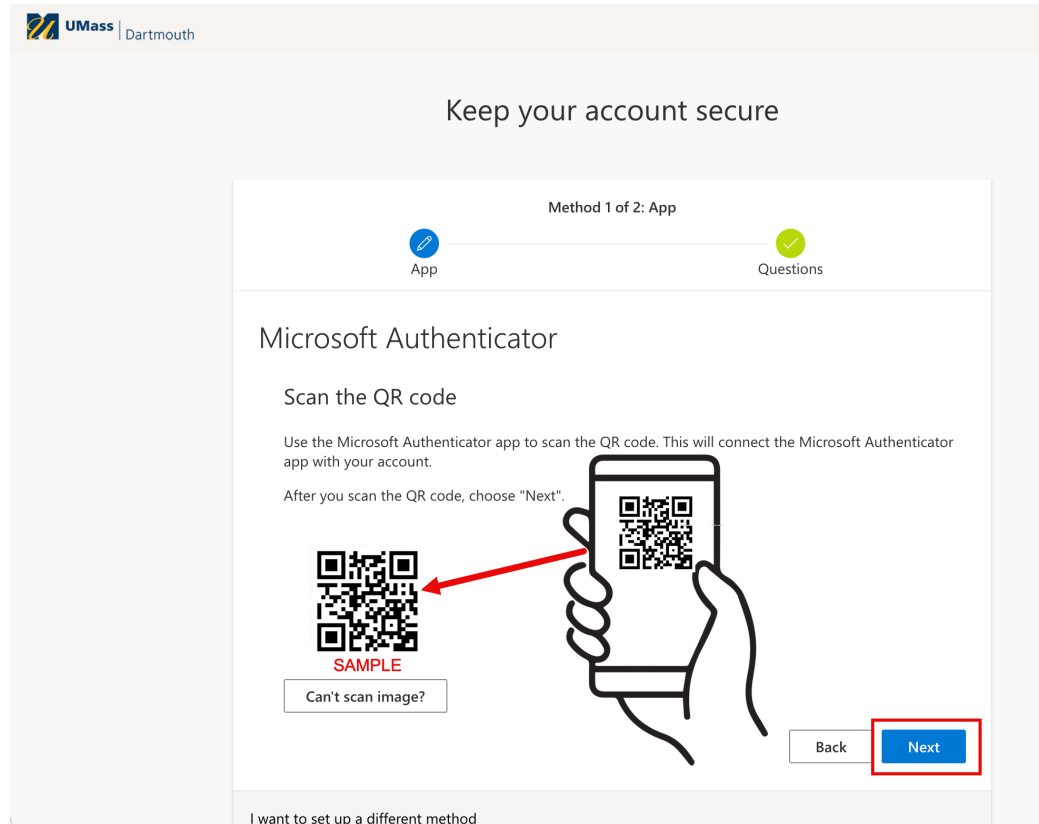 UMass | Dartmouth
Keep your account secure
Method 1 of 2: App
App
Questions
Microsoft Authenticator
Scan the QR code
Use the Microsoft Authenticator app to scan the QR code. This will connect the Microsoft Authenticator
app with your account.
After you scan the QR code, choose "Next".
SAMPLE
Can't scan image?
Back
Next
I want to set up a different method